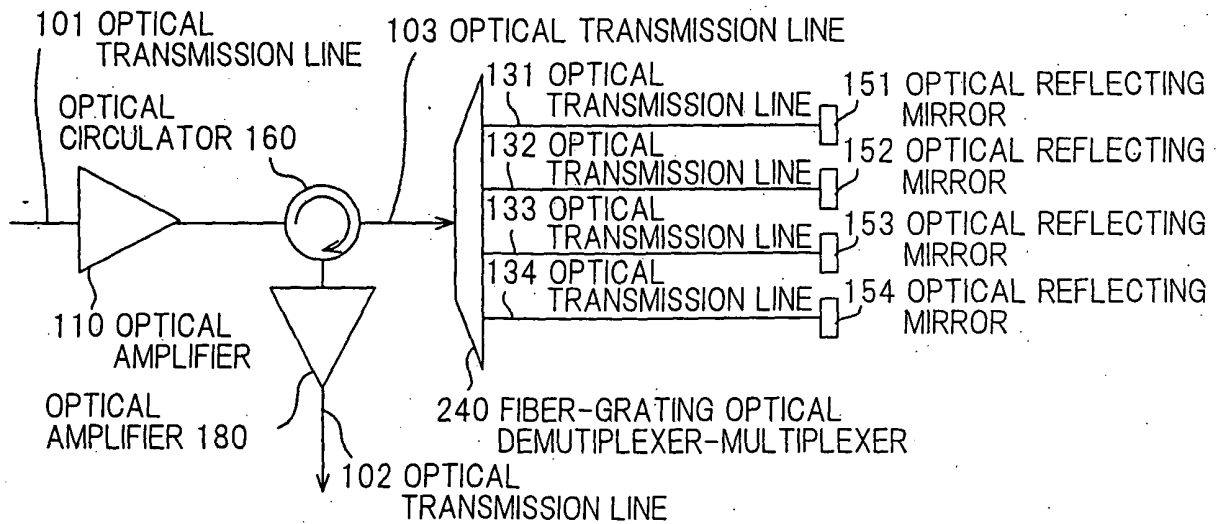 101 OPTICAL
TRANSMISSION LINE
103 OPTICAL TRANSMISSION LINE
OPTICAL
CIRCULATOR 160
131 OPTICAL
TRANSMISSION LINE
151 OPTICAL REFLECTING
MIRROR
132 OPTICAL
TRANSMISSION LINE
152 OPTICAL REFLECTING
MIRROR
133 OPTICAL
TRANSMISSION LINE
153 OPTICAL REFLECTING
MIRROR
134 OPTICAL
TRANSMISSION LINE
154 OPTICAL REFLECTING
MIRROR
110 OPTICAL
AMPLIFIER
OPTICAL
AMPLIFIER 180
240 FIBER-GRATING OPTICAL
DEMUTIPLEXER-MULTIPLEXER
102 OPTICAL
TRANSMISSION LINE